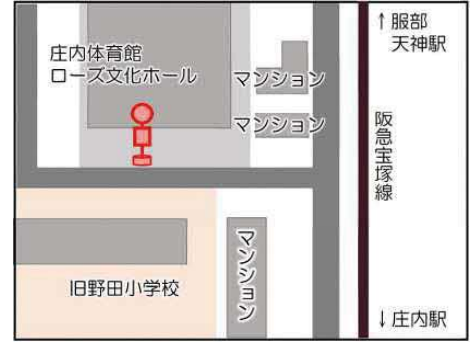 庄内体育館
ローズ文化ホール
マンション
マンション
↑服部
天神駅
阪急宝塚線
マンション
旧野田小学校
↓庄内駅